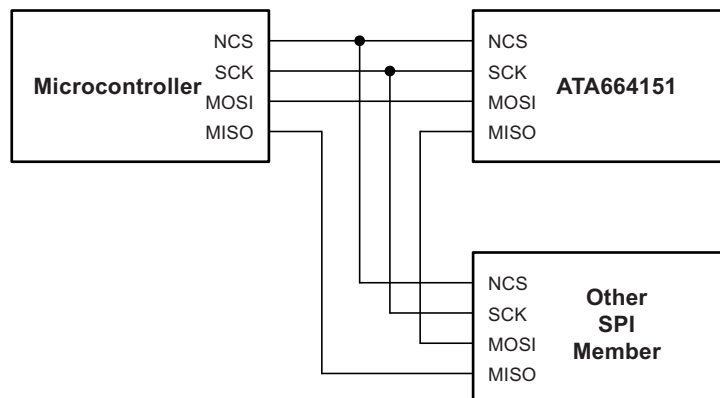 Microcontroller
NCS
SCK
MOSI
MISO
NCS
SCK
MOSI
MISO
ATA664151
NCS
SCK
MOSI
MISO
Other
SPI
Member